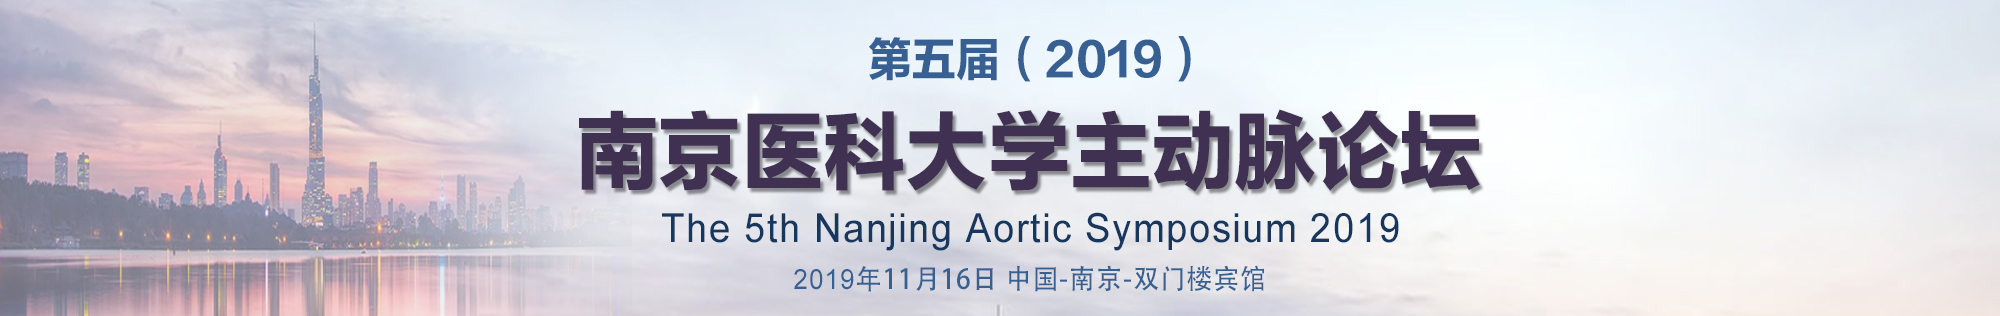 第五届（2019）
南京医科大学主动脉论坛
The 5th Nanjing Aortic Symposium 2019
2019年11月16日 中国-南京-双门楼宾馆